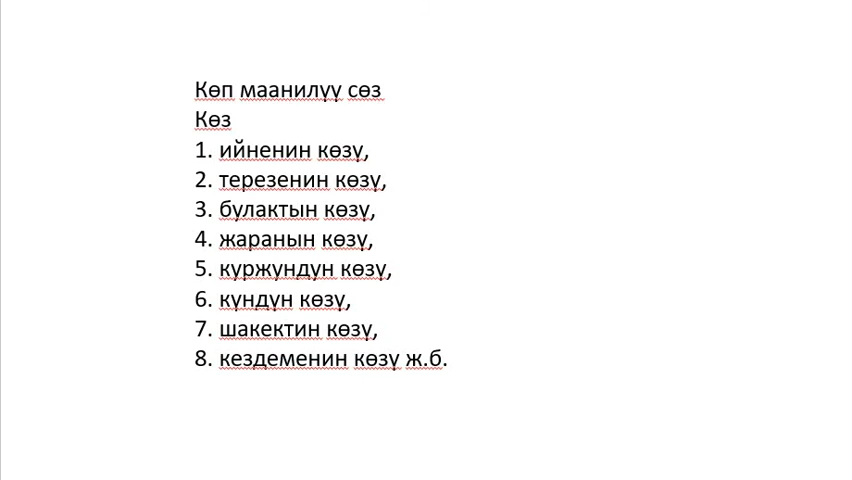 Көп маанилүү сөз
Көз
1. ийненин көзү,
2. терезенин көзү,
3. булактын көзү,
4. жаранын көзү,
5. куржундун көзү,
6. күндүн көзү,
7. шакектин көзү,
8. кездеменин көзү ж.б.